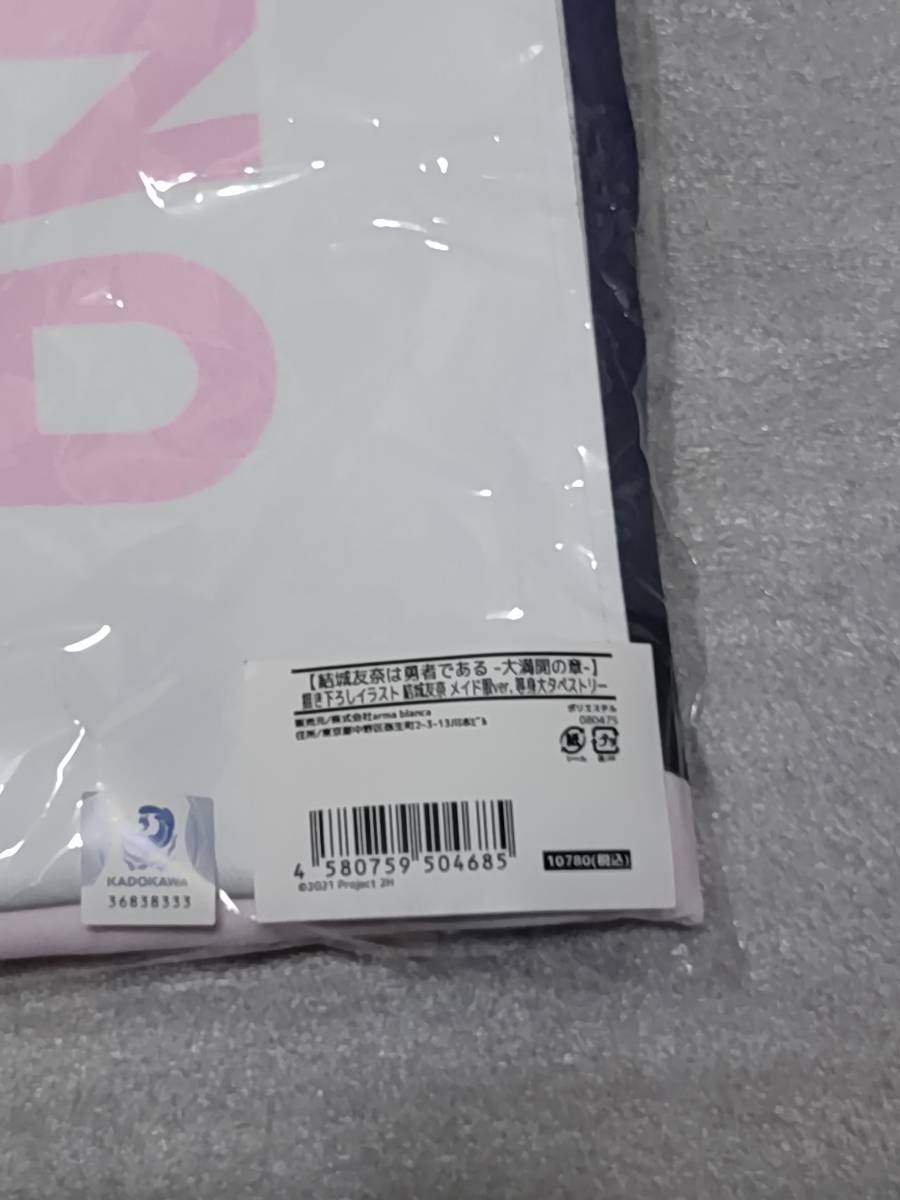 【結城友奈は勇者である -大満開の章-】
描き下ろしイラスト 結城友奈 メイド服ver. 等身大タペストリー
販売元/株式会社arma bianca
住所/東京都中野区弥生町2-3-13川本ビル
ポリエステル
080475
紙 プラ
シール
4 580759 504685
10780(税込)
©2021 Project 2H
KADOKAWA
36838333